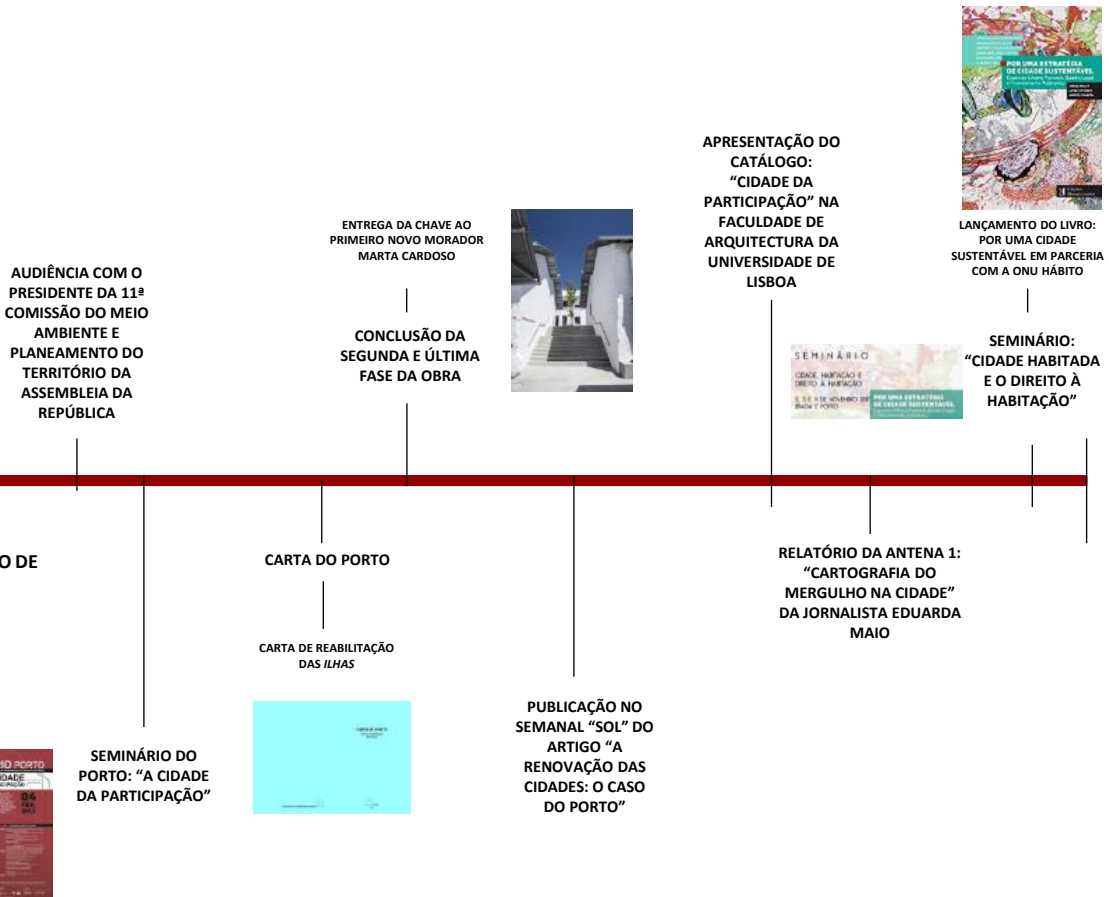 POR UMA ESTRATÉGIA
DE CIDADE SUSTENTÁVEL
APRESENTAÇÃO DO
CATÁLOGO:
“CIDADE DA
PARTICIPAÇÃO” NA
FACULDADE DE
ARQUITECTURA DA
UNIVERSIDADE DE
LISBOA
ENTREGA DA CHAVE AO
PRIMEIRO NOVO MORADOR
MARTA CARDOSO
LANÇAMENTO DO LIVRO:
POR UMA CIDADE
SUSTENTÁVEL EM PARCERIA
COM A ONU HÁBITO
AUDIÊNCIA COM O
PRESIDENTE DA 11ª
COMISSÃO DO MEIO
AMBIENTE E
PLANEAMENTO DO
TERRITÓRIO DA
ASSEMBLEIA DA
REPÚBLICA
CONCLUSÃO DA
SEGUNDA E ÚLTIMA
FASE DA OBRA
SEMINÁRIO
CIDADE, HABITAÇÃO E
DIREITO À HABITAÇÃO
BRAGA E PORTO
POR UMA ESTRATÉGIA
DE CIDADE SUSTENTÁVEL
SEMINÁRIO:
“CIDADE HABITADA
E O DIREITO À
HABITAÇÃO”
O DE
CARTA DO PORTO
RELATÓRIO DA ANTENA 1:
“CARTOGRAFIA DO
MERGULHO NA CIDADE”
DA JORNALISTA EDUARDA
MAIO
CARTA DE REABILITAÇÃO
DAS ILHAS
CARTA DO PORTO
PUBLICAÇÃO NO
SEMANAL “SOL” DO
ARTIGO “A
RENOVAÇÃO DAS
CIDADES: O CASO
DO PORTO”
SEMINÁRIO DO
PORTO: “A CIDADE
DA PARTICIPAÇÃO”
RIO PORTO
IDADE
04